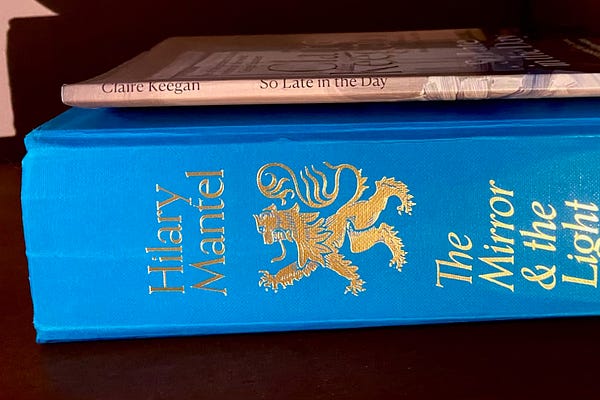 Claire Keegan
So Late in the Day
Hilary
Mantel
The
Mirror
& the
Light